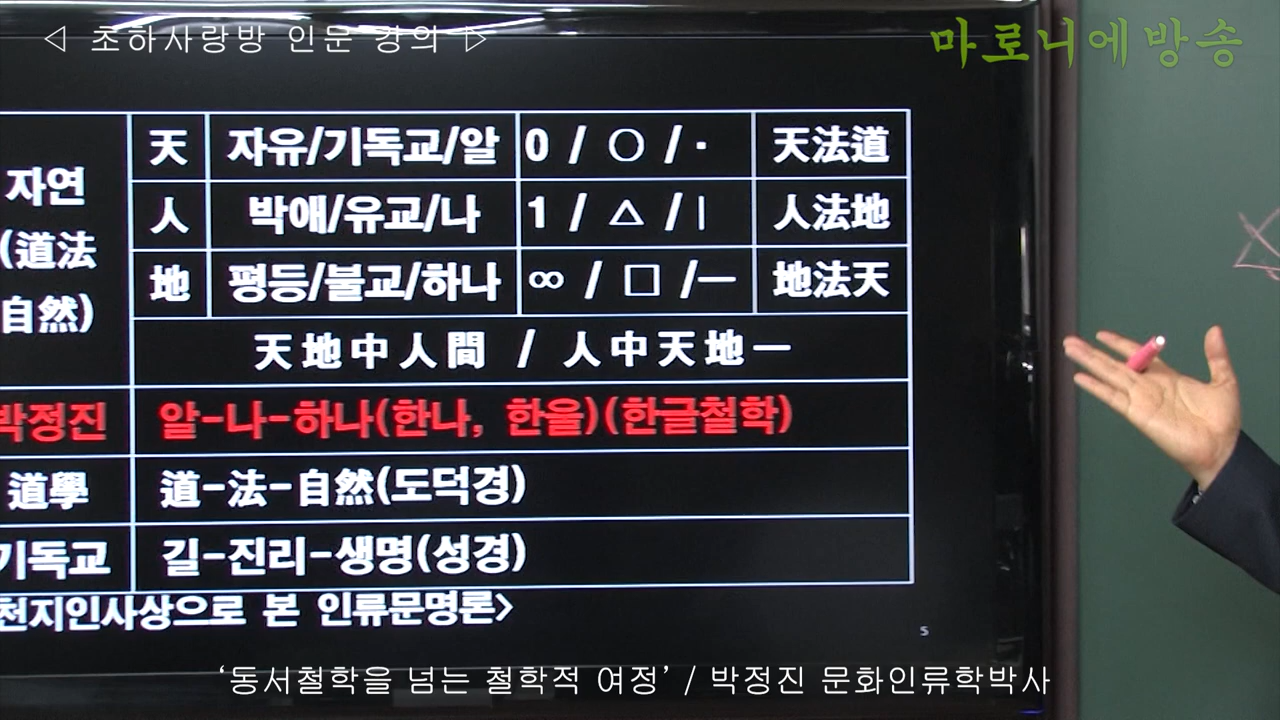 ◁ 초하사랑방 인문 강의 ▷
마로니에방송
자연
(道法
自然)
天 자유/기독교/알 0 / ○ / · 天法道
人 박애/유교/나 1 / △ / | 人法地
地 평등/불교/하나 ∞ / □ /ㅡ 地法天
天地中人間 / 人中天地一
박정진 알-나-하나(한나, 한울)(한글철학)
道學 道-法-自然(도덕경)
기독교 길-진리-생명(성경)
천지인사상으로 본 인류문명론>
5
‘동서철학을 넘는 철학적 여정’ / 박정진 문화인류학박사